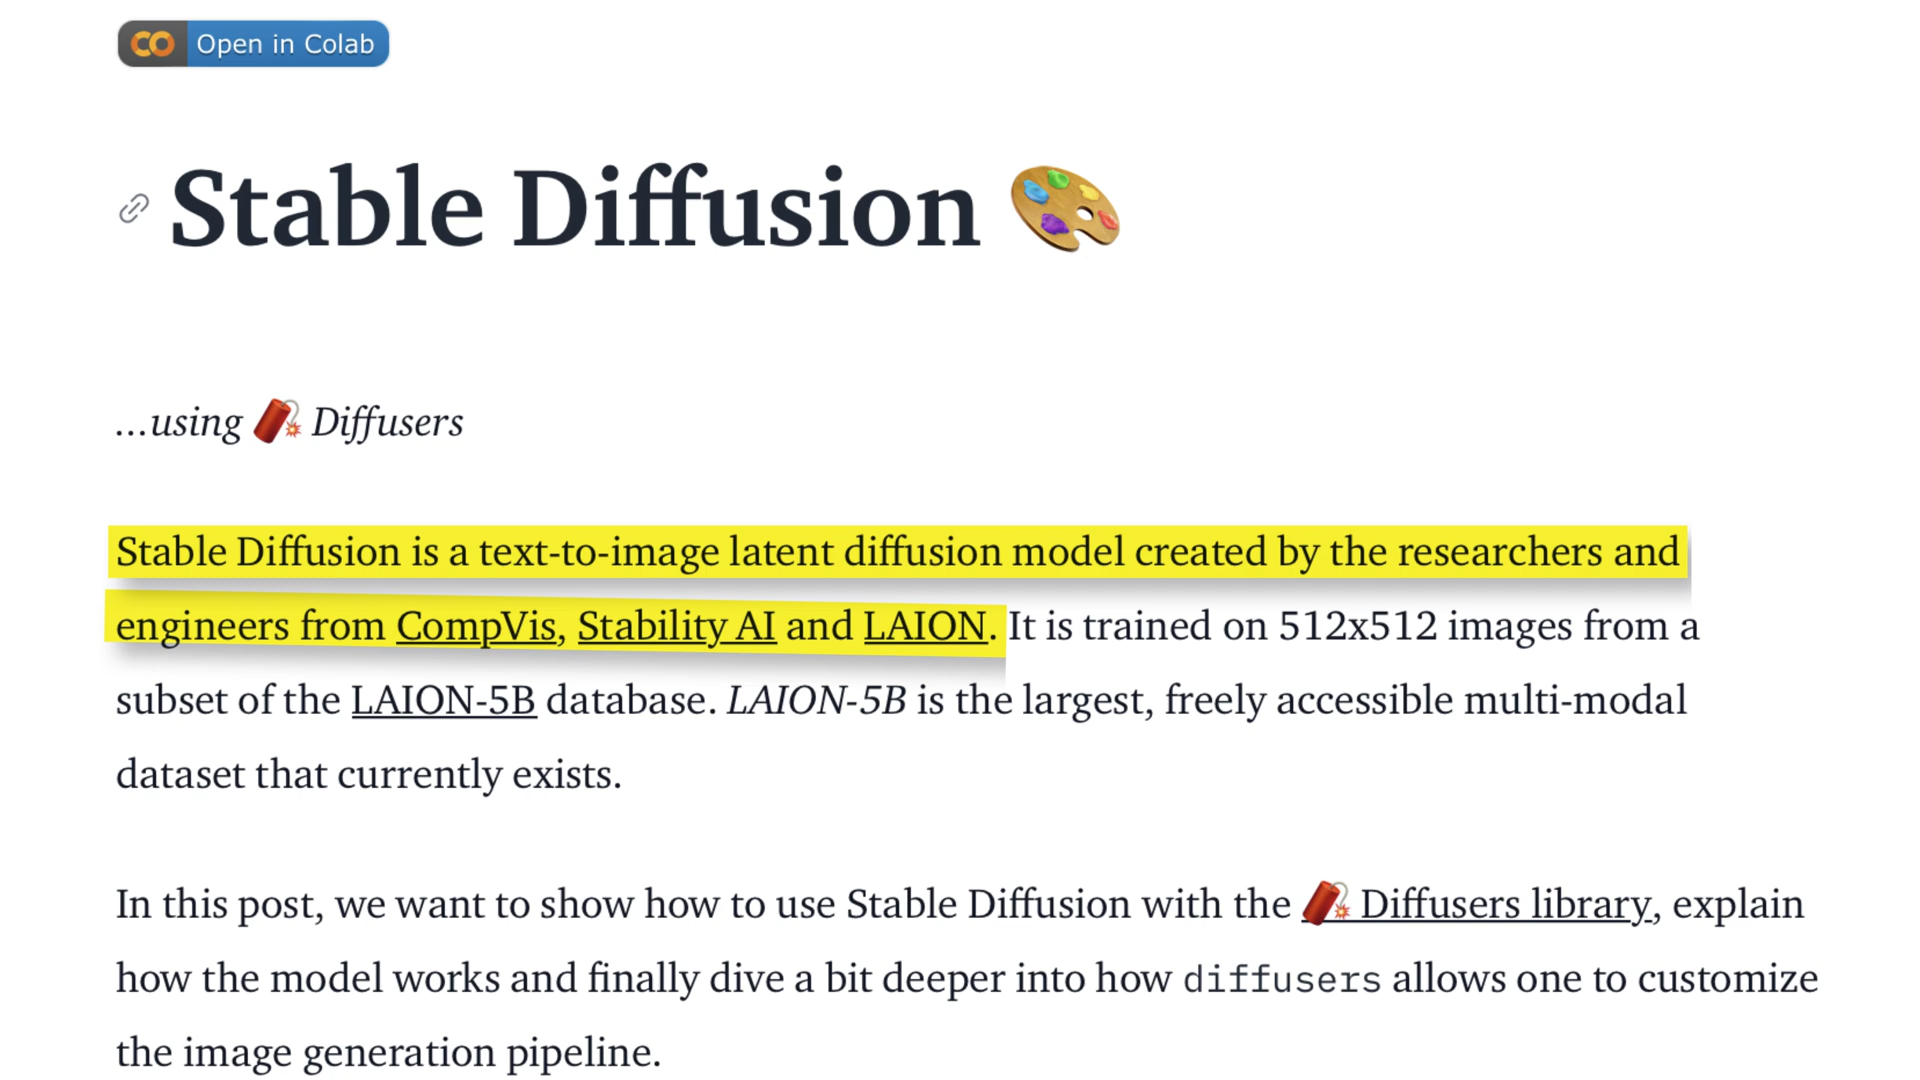 CO Open in Colab
Stable Diffusion 🎨
...using 🧨 Diffusers
Stable Diffusion is a text-to-image latent diffusion model created by the researchers and
engineers from CompVis, Stability AI and LAION. It is trained on 512x512 images from a
subset of the LAION-5B database. LAION-5B is the largest, freely accessible multi-modal
dataset that currently exists.
In this post, we want to show how to use Stable Diffusion with the 🧨 Diffusers library, explain
how the model works and finally dive a bit deeper into how diffusers allows one to customize
the image generation pipeline.